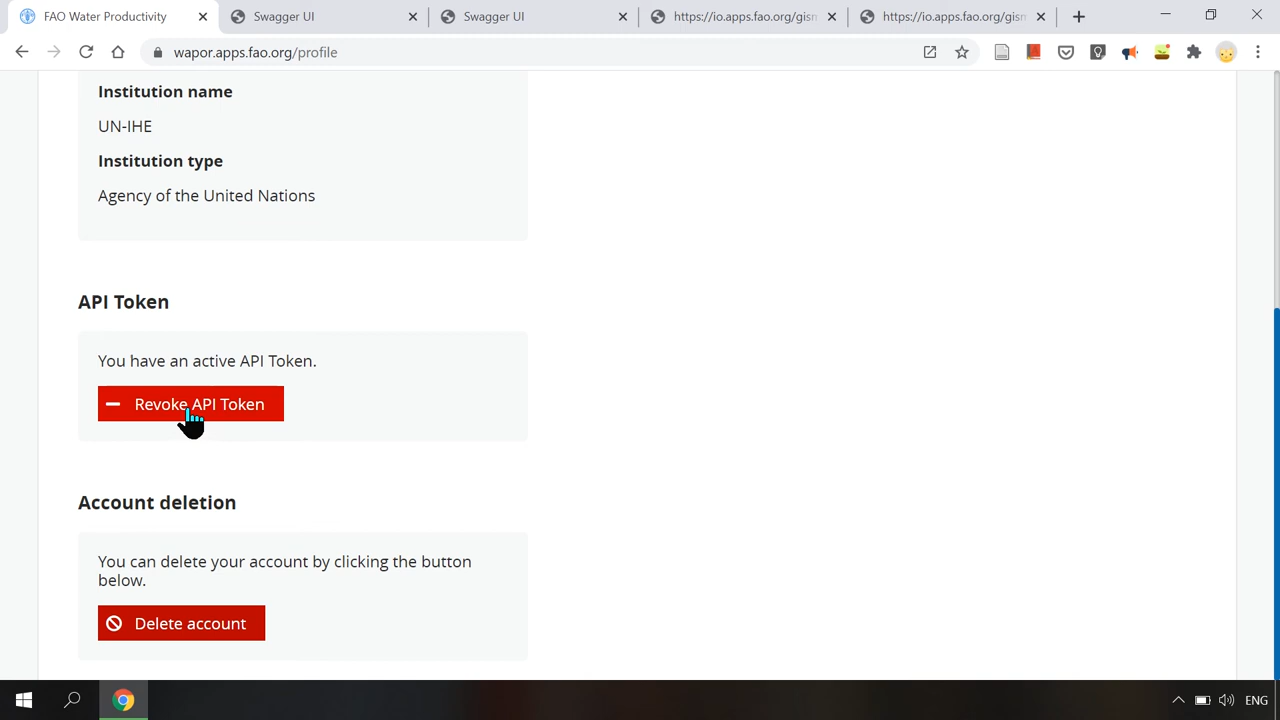 FAO Water Productivity
Swagger UI
Swagger UI
https://io.apps.fao.org/gism
https://io.apps.fao.org/gism
wapor.apps.fao.org/profile
Institution name
UN-IHE
Institution type
Agency of the United Nations
API Token
You have an active API Token.
Revoke API Token
Account deletion
You can delete your account by clicking the button
below.
Delete account
ENG